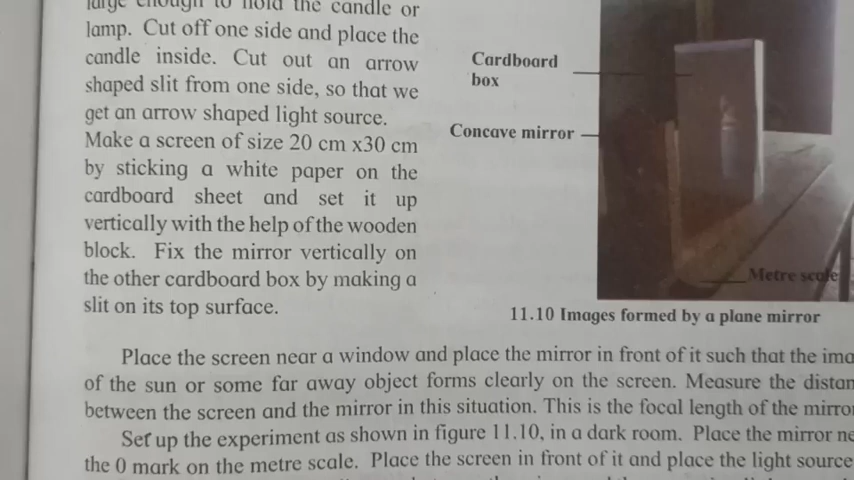 large enough to hold the candle or
lamp. Cut off one side and place the
candle inside. Cut out an arrow
shaped slit from one side, so that we
get an arrow shaped light source.
Make a screen of size 20 cm x30 cm
by sticking a white paper on the
cardboard sheet and set it up
vertically with the help of the wooden
block. Fix the mirror vertically on
the other cardboard box by making a
slit on its top surface.
Cardboard
box
Concave mirror
Metre scale
11.10 Images formed by a plane mirror
Place the screen near a window and place the mirror in front of it such that the ima
of the sun or some far away object forms clearly on the screen. Measure the distan
between the screen and the mirror in this situation. This is the focal length of the mirro
Set up the experiment as shown in figure 11.10, in a dark room. Place the mirror ne
the 0 mark on the metre scale. Place the screen in front of it and place the light source